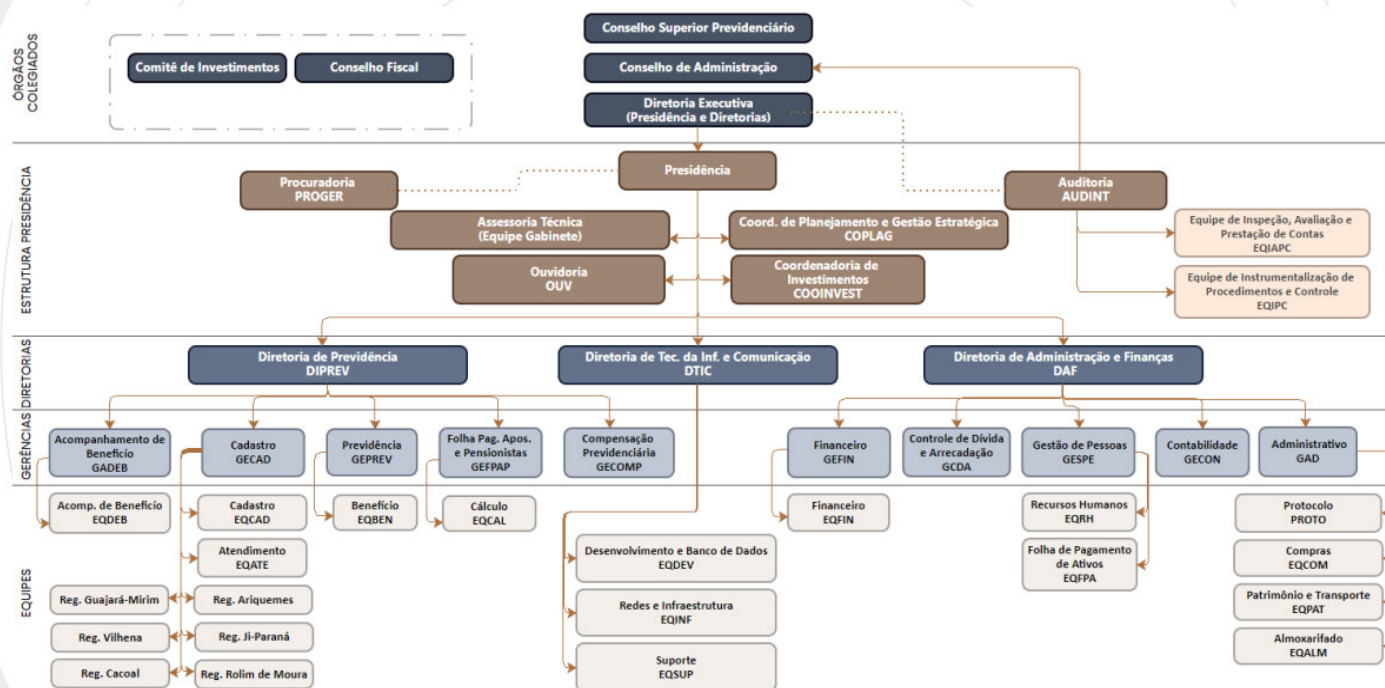 ÓRGÃOS
COLEGIADOS
Conselho Superior Previdenciário
Comitê de Investimentos
Conselho Fiscal
Conselho de Administração
Diretoria Executiva
(Presidência e Diretorias)
ESTRUTURA PRESIDÊNCIA
Presidência
Procuradoria
PROGER
Auditoria
AUDINT
Assessoria Técnica
(Equipe Gabinete)
Coord. de Planejamento e Gestão Estratégica
COPLAG
Equipe de Inspeção, Avaliação e
Prestação de Contas
EQIAPC
Ouvidoria
OUV
Coordenadoria de
Investimentos
COOINVEST
Equipe de Instrumentalização de
Procedimentos e Controle
EQIPC
DIRETORIAS
Diretoria de Previdência
DIPREV
Diretoria de Tec. da Inf. e Comunicação
DTIC
Diretoria de Administração e Finanças
DAF
GERÊNCIAS
Acompanhamento de
Benefício
GADEB
Cadastro
GECAD
Previdência
GEPREV
Folha Pag. Apos.
e Pensionistas
GEFPAP
Compensação
Previdenciária
GECOMP
Financeiro
GEFIN
Controle de Dívida
e Arrecadação
GCDA
Gestão de Pessoas
GESPE
Contabilidade
GECON
Administrativo
GAD
EQUIPES
Acomp. de Benefício
EQDEB
Cadastro
EQCAD
Benefício
EQBEN
Cálculo
EQCAL
Financeiro
EQFIN
Recursos Humanos
EQRH
Protocolo
PROTO
Atendimento
EQATE
Desenvolvimento e Banco de Dados
EQDEV
Folha de Pagamento
de Ativos
EQFPA
Compras
EQCOM
Reg. Guajará-Mirim
Reg. Ariquemes
Redes e Infraestrutura
EQINF
Patrimônio e Transporte
EQPAT
Reg. Vilhena
Reg. Ji-Paraná
Almoxarifado
EQALM
Reg. Cacoal
Reg. Rolim de Moura
Suporte
EQSUP